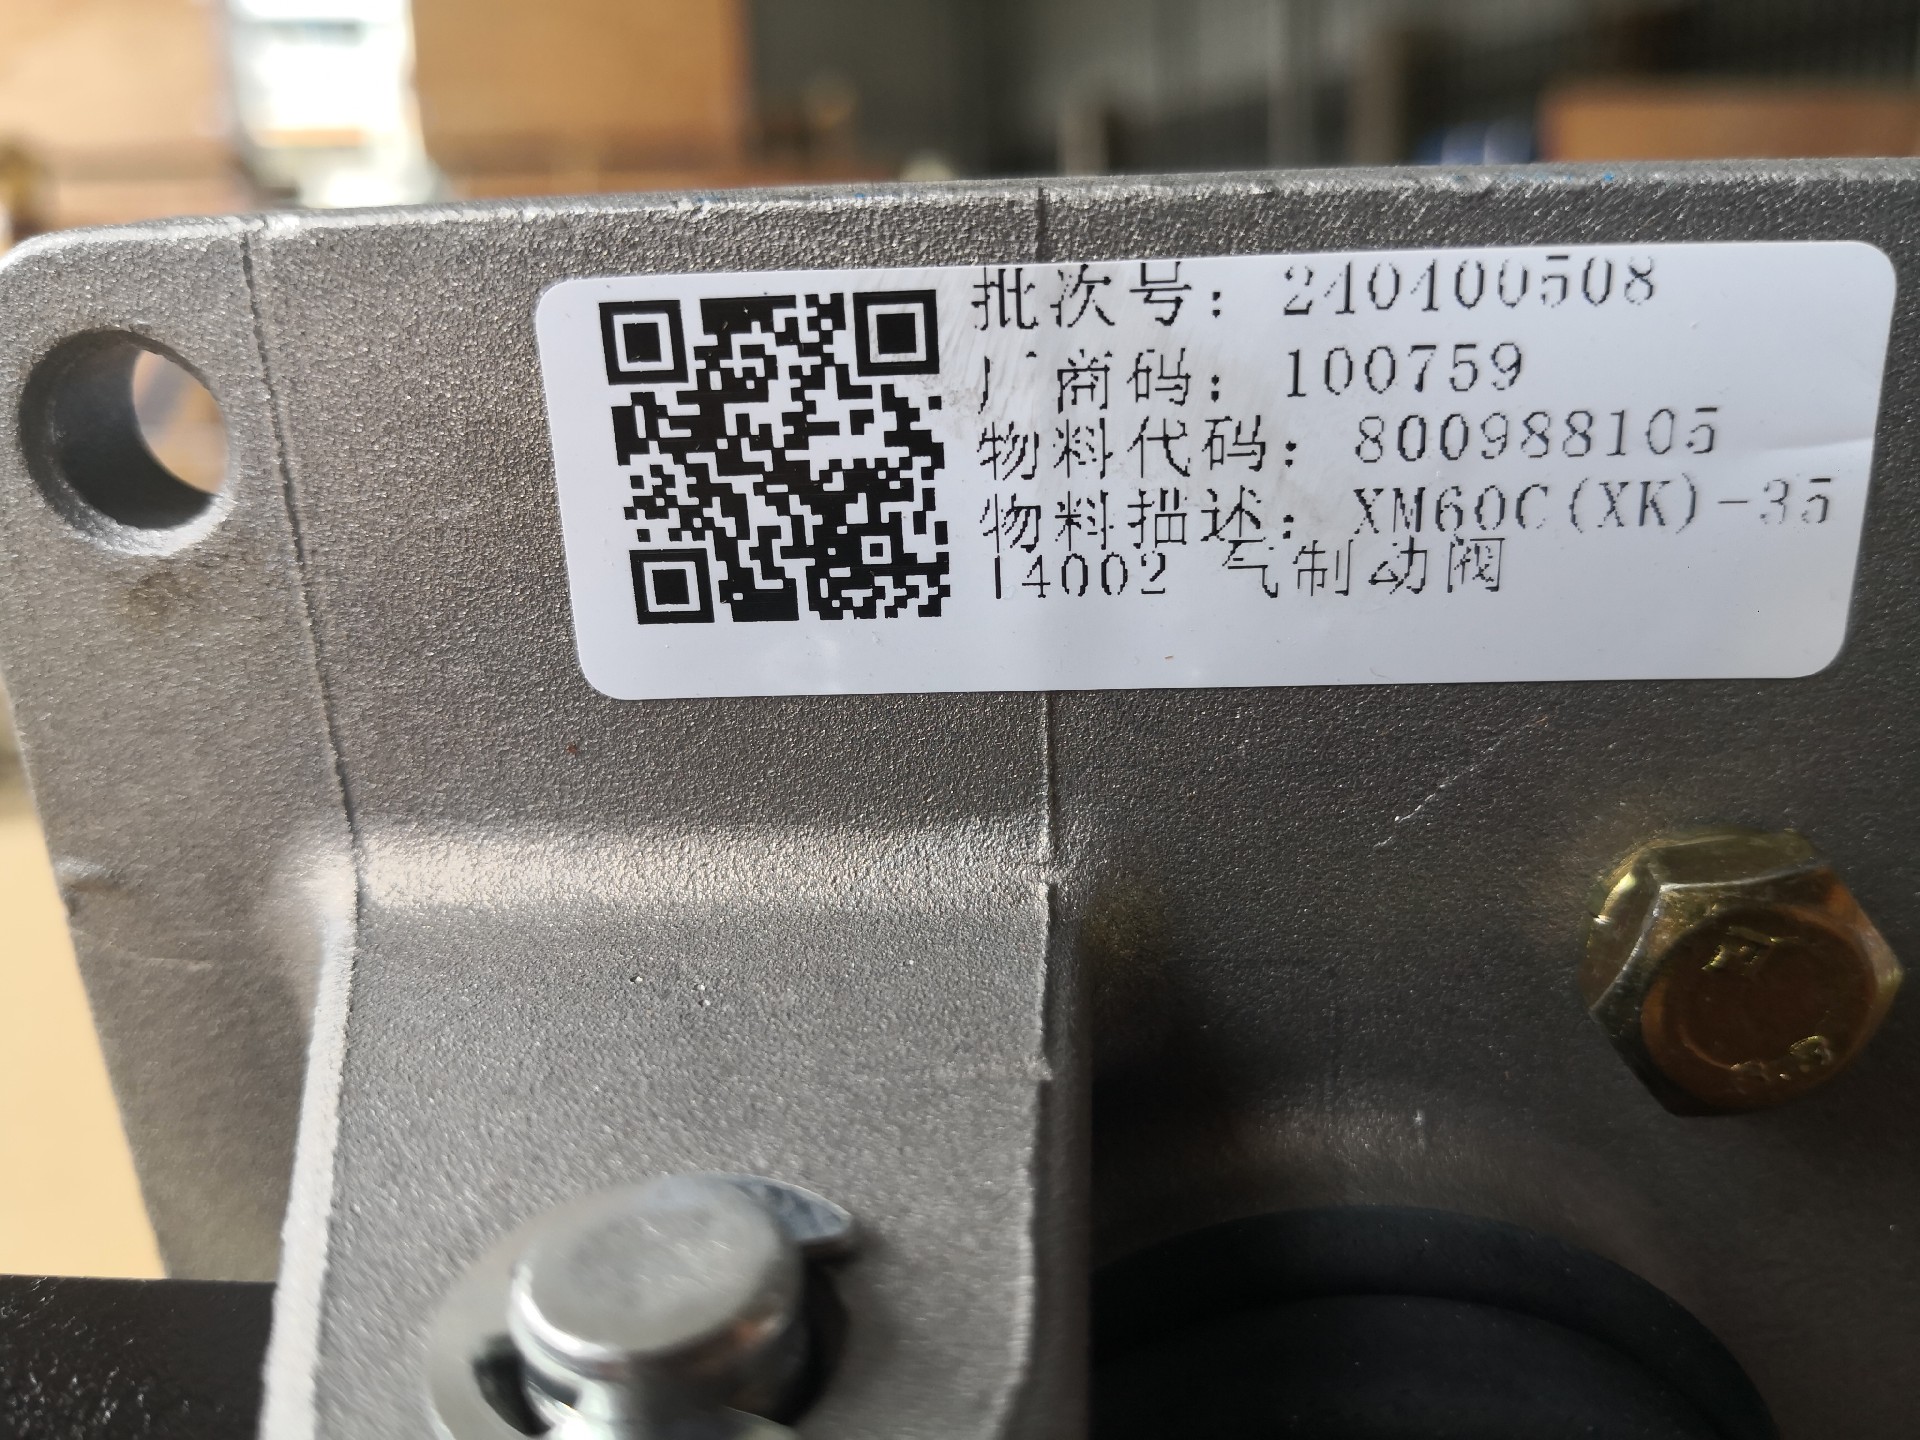 批次号：240400508
厂商码：100759
物料代码：800988105
物料描述：XM60C(XK)-35
14002 气制动阀